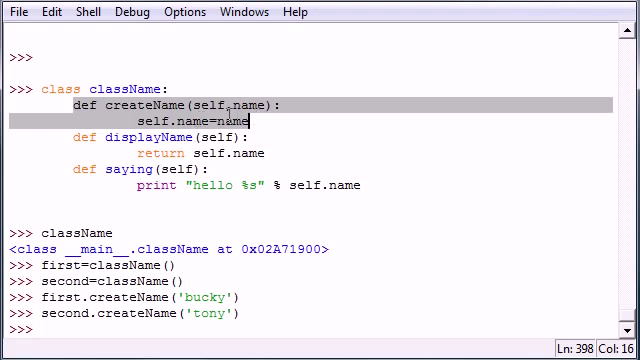 File Edit Shell Debug Options Windows Help
>>>
>>> class className:
def createName(self,name):
self.name=name
def displayName(self):
return self.name
def saying(self):
print "hello %s" % self.name
>>> className
<class __main__.className at 0x02A71900>
>>> first=className()
>>> second=className()
>>> first.createName('bucky')
>>> second.createName('tony')
>>>
Ln: 398 Col: 16